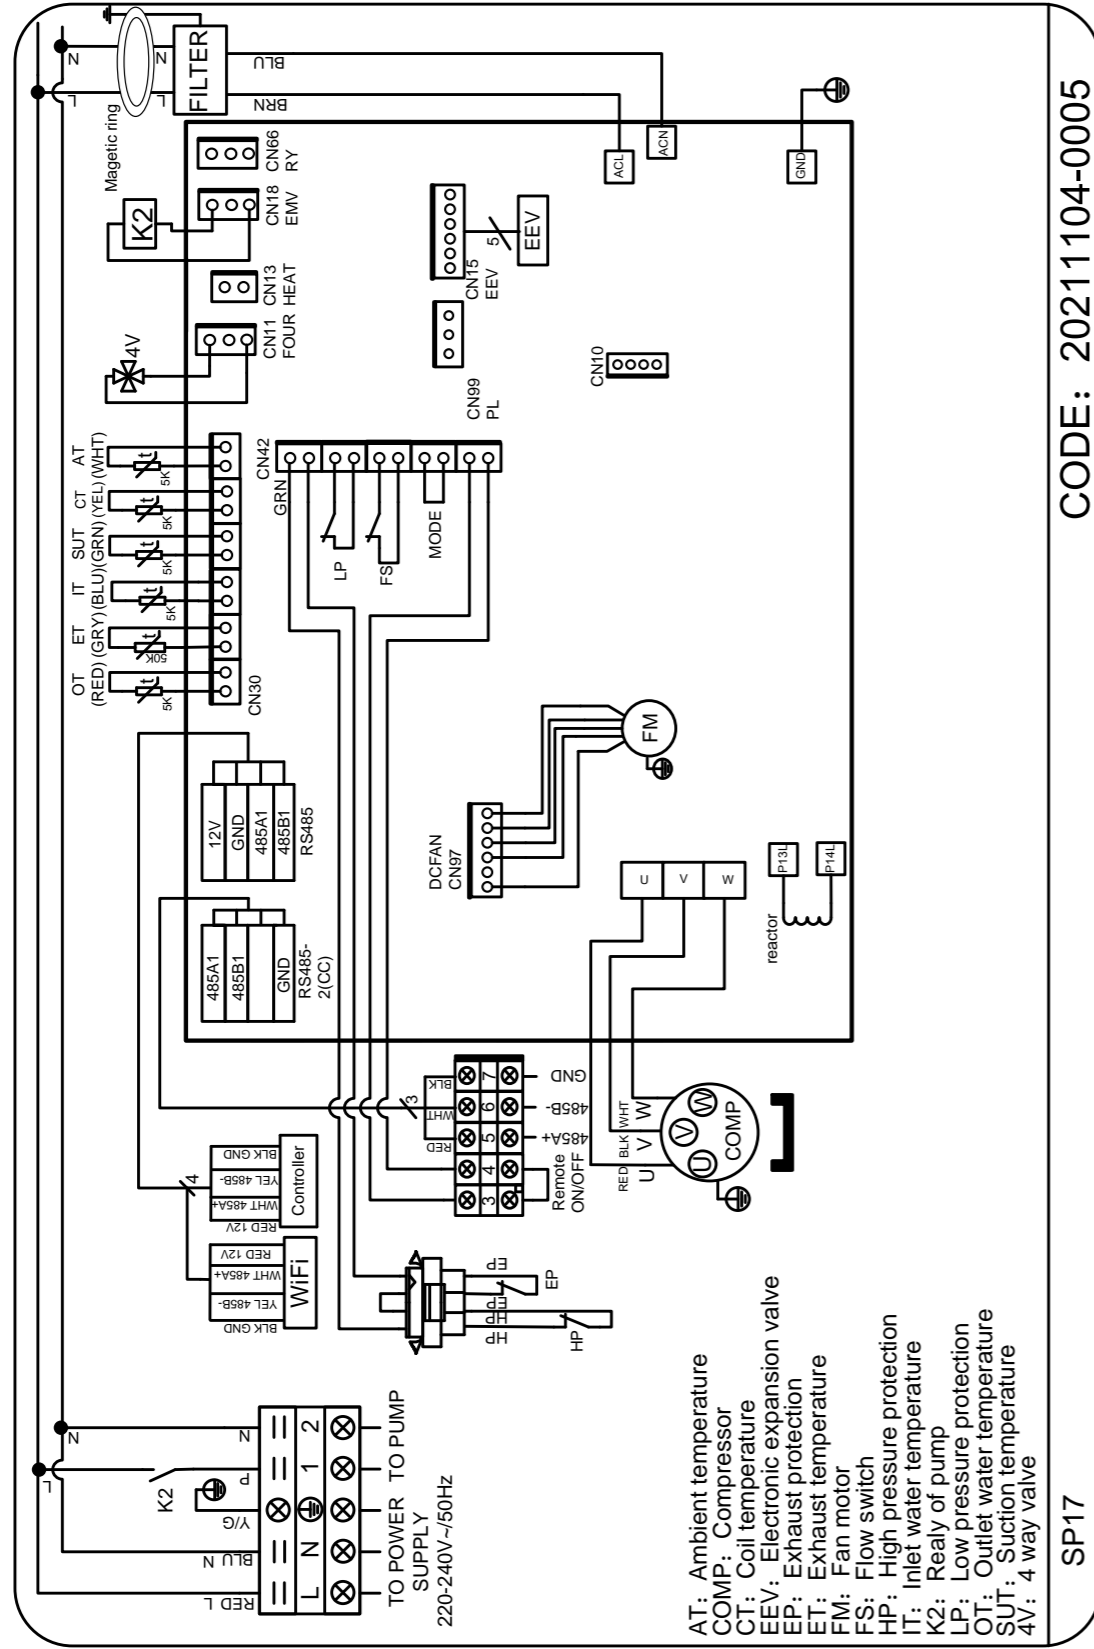 N
N
L
L
FILTER
BLU
BRN
Magetic ring
K2
CN66
RY
CN18
EMV
CN13
HEAT
CN11
FOUR
4V
ACL
ACN
GND
5
EEV
CN15
EEV
CN99
PL
CN10
AT
(WHT)
CT
(YEL)
SUT
(GRN)
IT
(BLU)
ET
(GRY)
OT
(RED)
t
5K
t
5K
t
5K
t
5K
t
50K
t
5K
CN30
CN42
GRN
LP
FS
MODE
12V
GND
485A1
485B1
RS485
485A1
485B1
GND
RS485-
2(CC)
DCFAN
CN97
FM
U
V
W
P13L
P14L
reactor
4
BLK GND
YEL 485B-
WHT 485A+
RED 12V
Controller
RED 12V
WHT 485A+
YEL 485B-
BLK GND
WiFi
3
BLK
WHT
RED
7
6
5
4
3
GND
485B-
485A+
Remote
ON/OFF
RED
BLK
WHT
U
V
W
U
V
W
COMP
EP
EP
HP
HP
EP
HP
L
N
K2
N
P
Y/G
BLU N
RED L
L
N
1
2
TO POWER
SUPPLY
220-240V~/50Hz
TO PUMP
AT: Ambient temperature
COMP: Compressor
CT: Coil temperature
EEV: Electronic expansion valve
EP: Exhaust protection
ET: Exhaust temperature
FM: Fan motor
FS: Flow switch
HP: High pressure protection
IT: Inlet water temperature
K2: Realy of pump
LP: Low pressure protection
OT: Outlet water temperature
SUT: Suction temperature
4V: 4 way valve
SP17
CODE: 20211104-0005